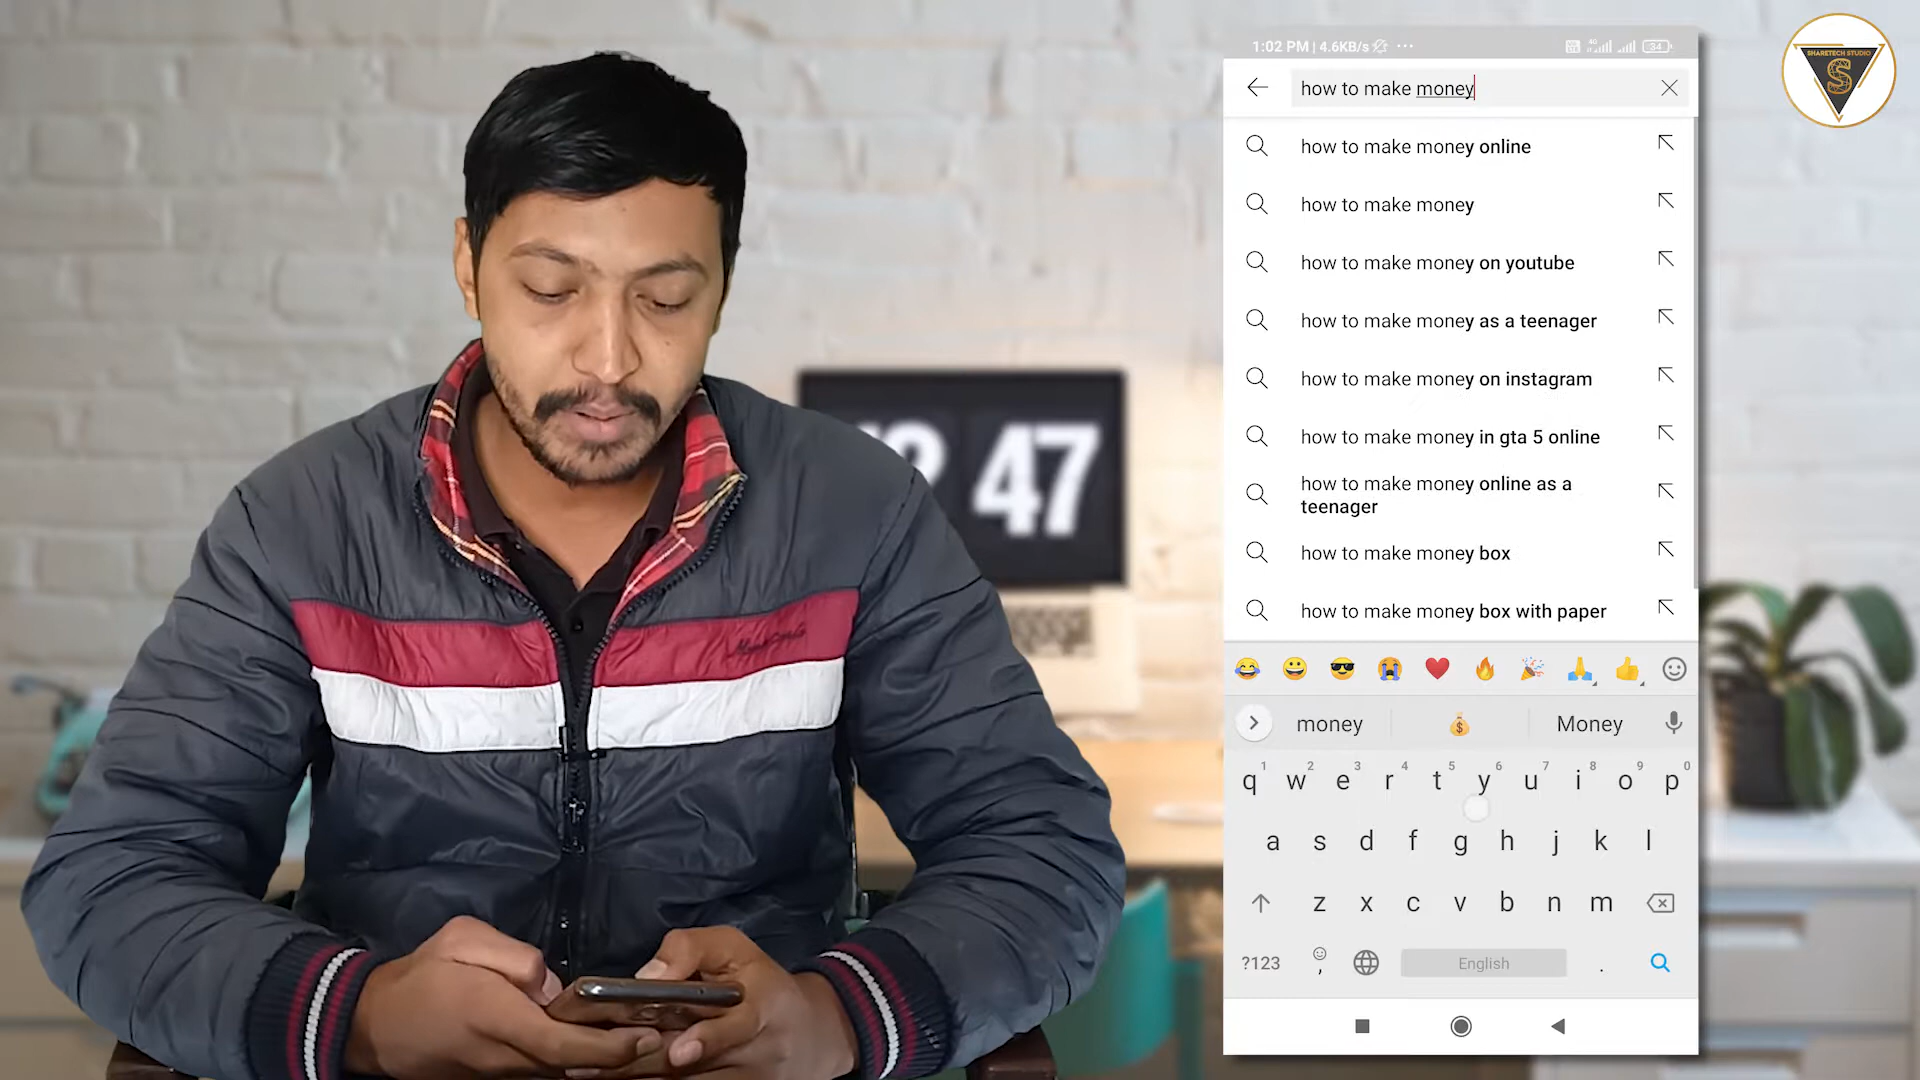 1:02 PM | 4.6KB/s
4G
34
SHARETECH STUDIO
S
how to make money
how to make money online
how to make money
how to make money on youtube
how to make money as a teenager
how to make money on instagram
how to make money in gta 5 online
how to make money online as a
teenager
how to make money box
how to make money box with paper
47
money
Money
1 2 3 4 5 6 7 8 9 0
q w e r t y u i o p
a s d f g h j k l
z x c v b n m
?123 , English .